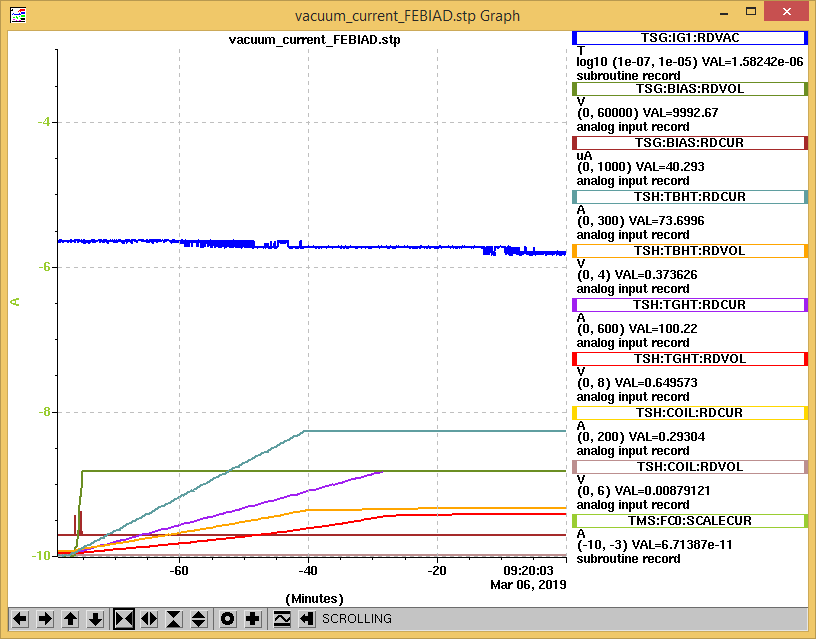 vacuum_current_FEBIAD.stp Graph
vacuum_current_FEBIAD.stp
-4
-6
-8
-10
A
-60
-40
-20
09:20:03
Mar 06, 2019
(Minutes)
TSG:IG1:RDVAC
T
log10 (1e-07, 1e-05) VAL=1.58242e-06
subroutine record
TSG:BIAS:RDVOL
V
(0, 60000) VAL=9992.67
analog input record
TSG:BIAS:RDCUR
uA
(0, 1000) VAL=40.293
analog input record
TSH:TBHT:RDCUR
A
(0, 300) VAL=73.6996
analog input record
TSH:TBHT:RDVOL
V
(0, 4) VAL=0.373626
analog input record
TSH:TGHT:RDCUR
A
(0, 600) VAL=100.22
analog input record
TSH:TGHT:RDVOL
V
(0, 8) VAL=0.649573
analog input record
TSH:COIL:RDCUR
A
(0, 200) VAL=0.29304
analog input record
TSH:COIL:RDVOL
V
(0, 6) VAL=0.00879121
analog input record
TMS:FC0:SCALECUR
A
(-10, -3) VAL=6.71387e-11
subroutine record
SCROLLING